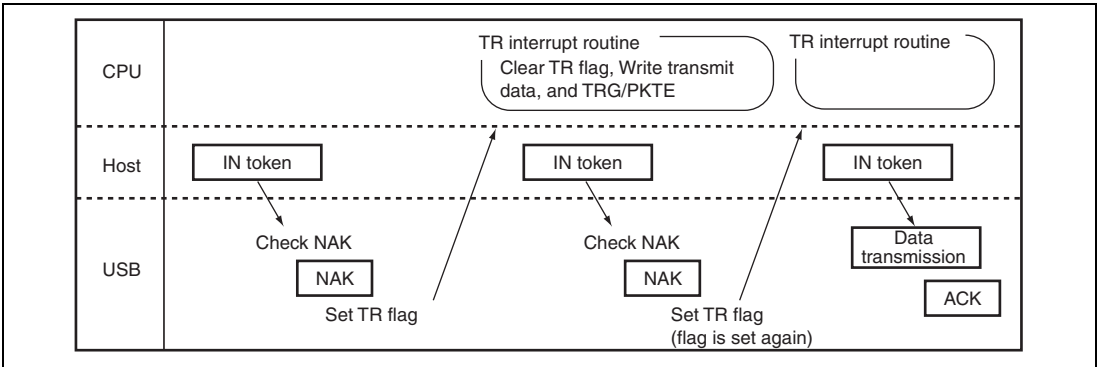 CPU
TR interrupt routine
Clear TR flag, Write transmit
data, and TRG/PKTE
TR interrupt routine
Host
IN token
IN token
IN token
USB
Check NAK
NAK
Set TR flag
Check NAK
NAK
Set TR flag
(flag is set again)
Data
transmission
ACK